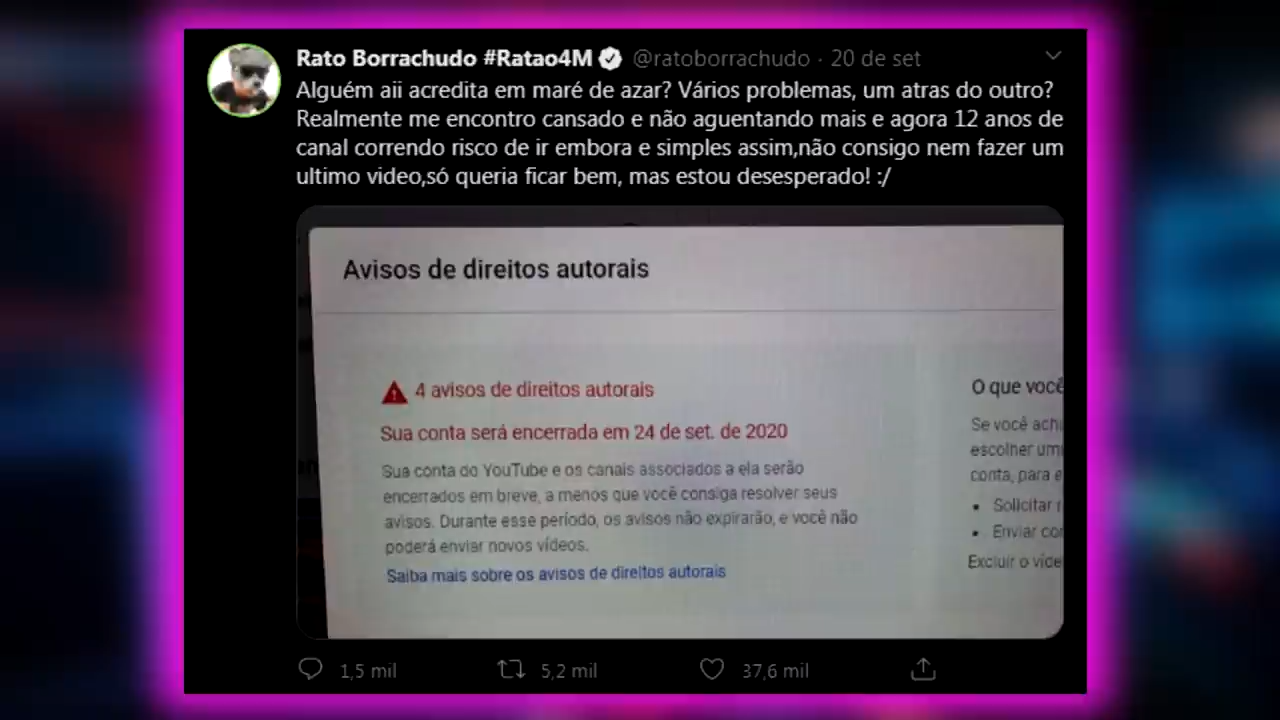 Rato Borrachudo #Ratao4M @ratoborrachudo · 20 de set
Alguém aii acredita em maré de azar? Vários problemas, um atras do outro?
Realmente me encontro cansado e não aguentando mais e agora 12 anos de
canal correndo risco de ir embora e simples assim,não consigo nem fazer um
ultimo video,só queria ficar bem, mas estou desesperado! :/
Avisos de direitos autorais
4 avisos de direitos autorais
Sua conta será encerrada em 24 de set. de 2020
Sua conta do YouTube e os canais associados a ela serão
encerrados em breve, a menos que você consiga resolver seus
avisos. Durante esse período, os avisos não expirarão, e você não
poderá enviar novos vídeos.
Saiba mais sobre os avisos de direitos autorais
O que você
Se você
escolher
conta, para
• Solicitar
• Enviar
Excluir o
1,5 mil 5,2 mil 37,6 mil